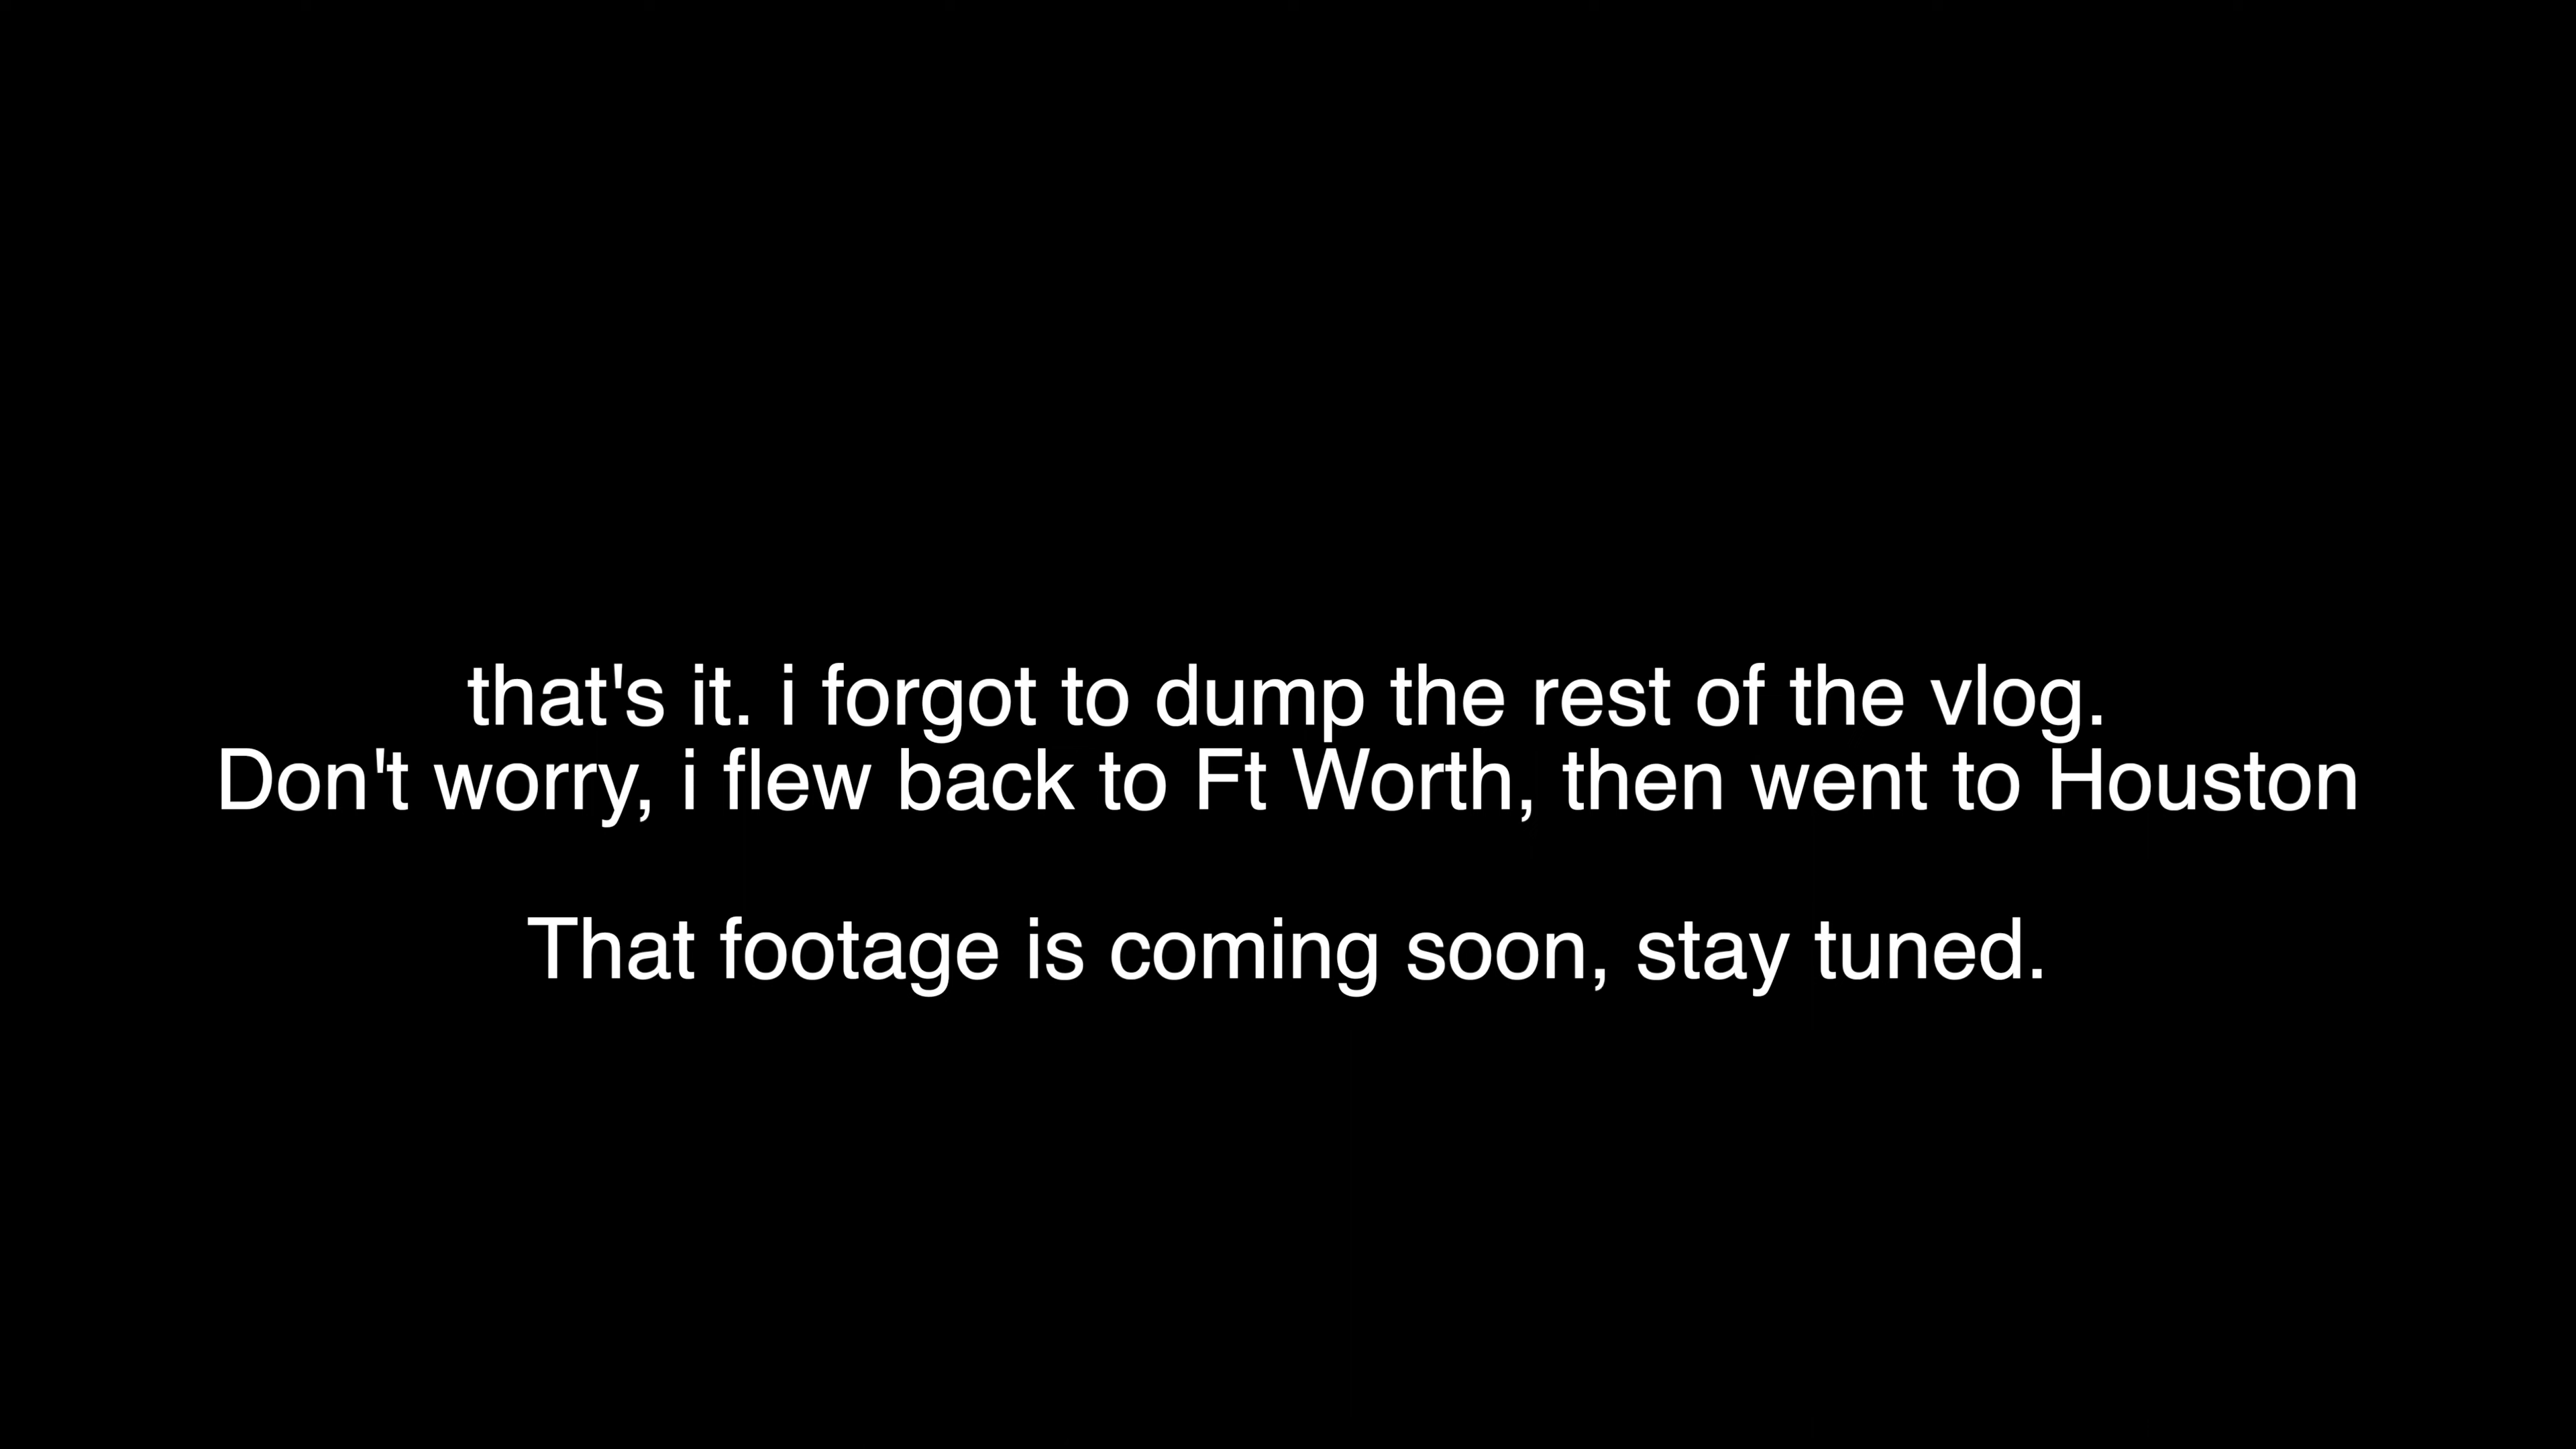 that's it. i forgot to dump the rest of the vlog.
Don't worry, i flew back to Ft Worth, then went to Houston
That footage is coming soon, stay tuned.